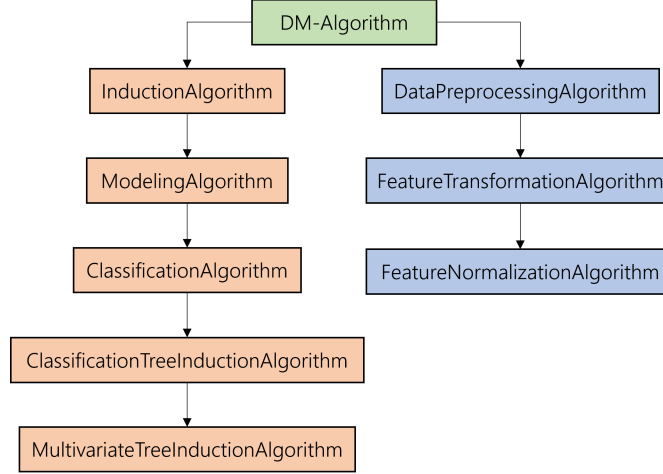 DM-Algorithm
InductionAlgorithm
DataPreprocessingAlgorithm
ModelingAlgorithm
FeatureTransformationAlgorithm
ClassificationAlgorithm
FeatureNormalizationAlgorithm
ClassificationTreeInductionAlgorithm
MultivariateTreeInductionAlgorithm